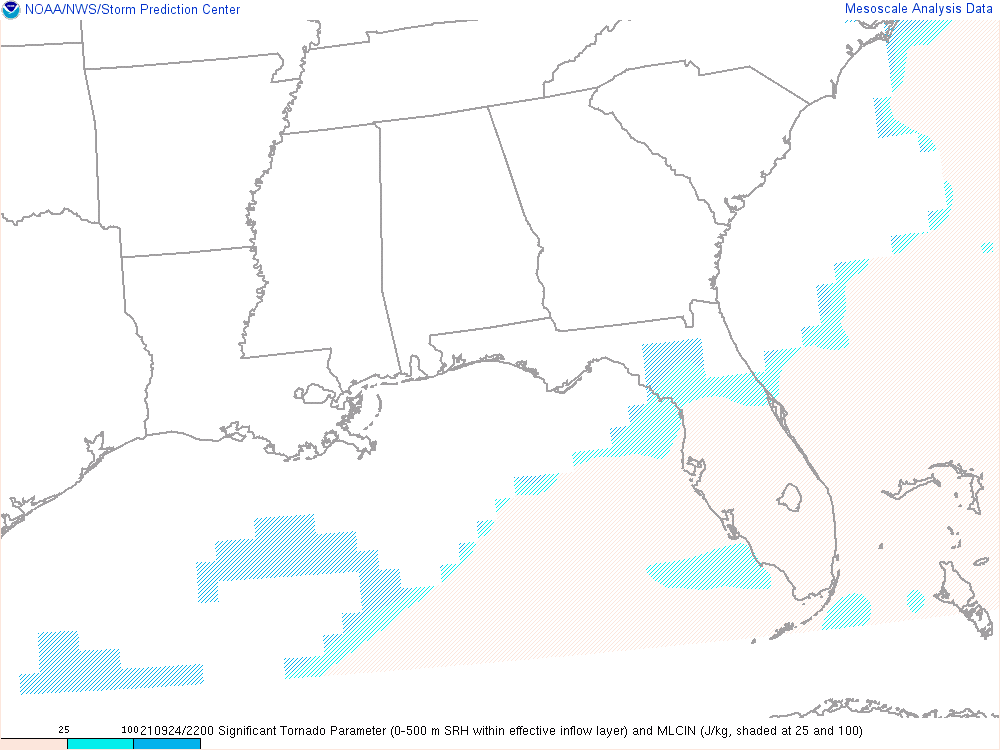 NOAA/NWS/Storm Prediction Center
Mesoscale Analysis Data
25 100
210924/2200 Significant Tornado Parameter (0-500 m SRH within effective inflow layer) and MLCIN (J/kg, shaded at 25 and 100)